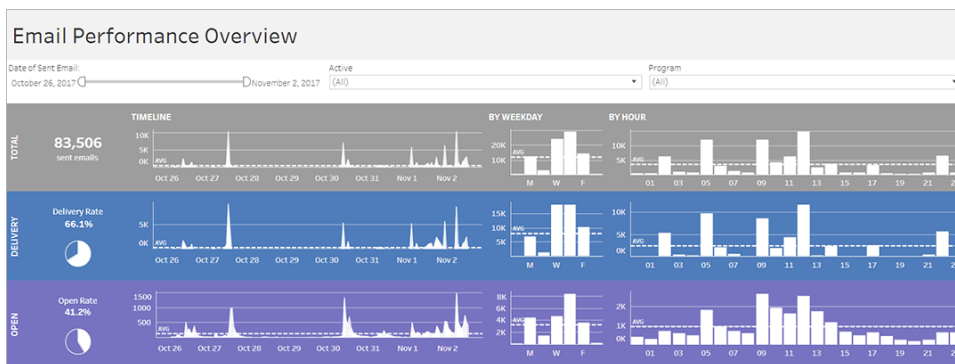 Email Performance Overview
Date of Sent Email:
October 26, 2017
November 2, 2017
Active
(All)
Program
(All)
TIMELINE
BY WEEKDAY
BY HOUR
TOTAL
83,506
sent emails
10K
5K
0K
AVG
Oct 26 Oct 27 Oct 28 Oct 29 Oct 30 Oct 31 Nov 1 Nov 2
20K
10K
M W F
10K
5K
AVG
01 03 05 07 09 11 13 15 17 19 21
DELIVERY
Delivery Rate
66.1%
5K
0K
AVG
Oct 26 Oct 27 Oct 28 Oct 29 Oct 30 Oct 31 Nov 1 Nov 2
15K
10K
5K
M W F
10K
AVG
0K
01 03 05 07 09 11 13 15 17 19 21
OPEN
Open Rate
41.2%
1500
1000
500
AVG
Oct 26 Oct 27 Oct 28 Oct 29 Oct 30 Oct 31 Nov 1 Nov 2
8K
6K
4K
2K
M W F
2K
1K
AVG
0K
01 03 05 07 09 11 13 15 17 19 21